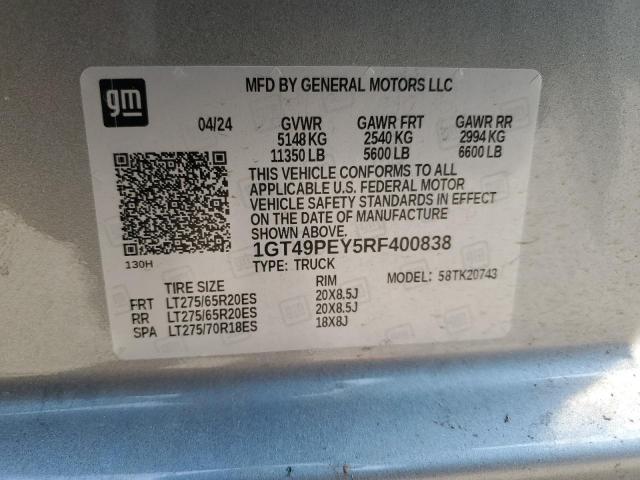 gm
MFD BY GENERAL MOTORS LLC
04/24 GVWR GAWR FRT GAWR RR
5148 KG 2540 KG 2994 KG
11350 LB 5600 LB 6600 LB
THIS VEHICLE CONFORMS TO ALL
APPLICABLE U.S. FEDERAL MOTOR
VEHICLE SAFETY STANDARDS IN EFFECT
ON THE DATE OF MANUFACTURE
SHOWN ABOVE.
1GT49PEY5RF400838
130H
TYPE: TRUCK
MODEL: 58TK20743
TIRE SIZE RIM
FRT LT275/65R20ES 20X8.5J
RR LT275/65R20ES 20X8.5J
SPA LT275/70R18ES 18X8J